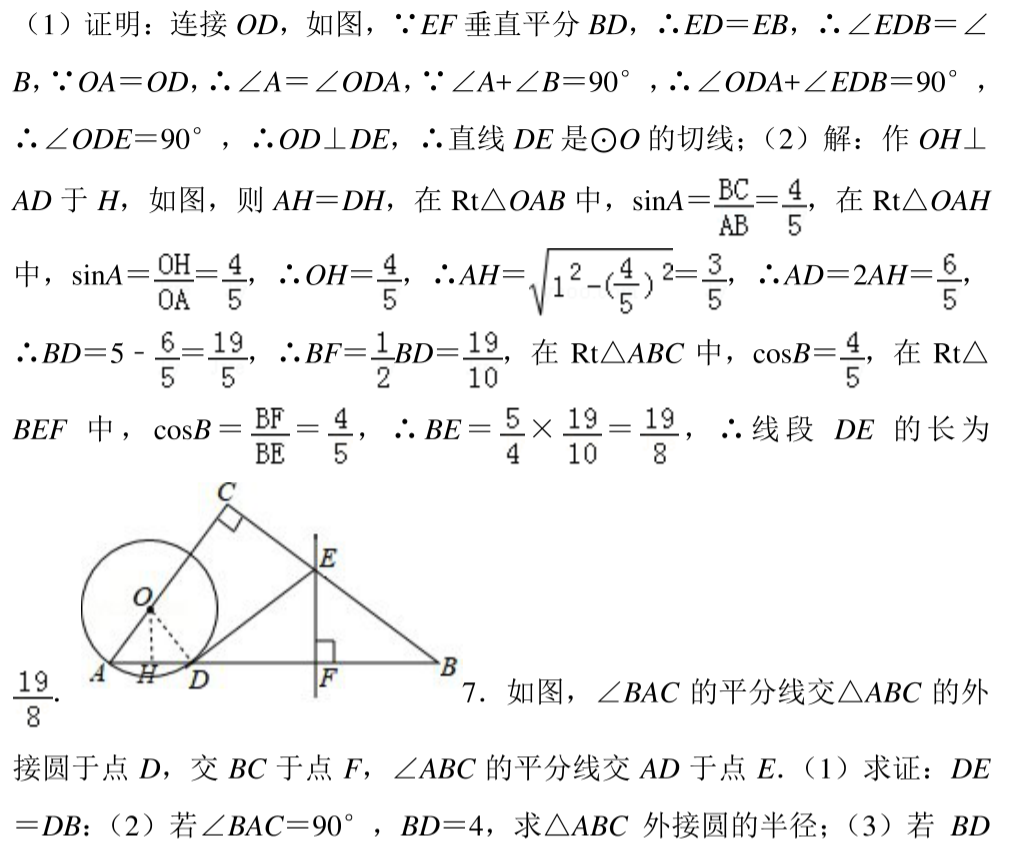 （1）证明：连接 OD，如图，∵EF 垂直平分 BD，∴ED＝EB，∴∠EDB＝∠
B，∵OA＝OD，∴∠A＝∠ODA，∵∠A+∠B＝90°，∴∠ODA+∠EDB＝90°，
∴∠ODE＝90°，∴OD⊥DE，∴直线 DE 是⊙O 的切线；（2）解：作 OH⊥
AD 于 H，如图，则 AH＝DH，在 Rt△OAB 中，sinA＝BC/AB＝4/5，在 Rt△OAH
中，sinA＝OH/OA＝4/5，∴OH＝4/5，∴AH＝√(1²-(4/5)²)＝3/5，∴AD＝2AH＝6/5，
∴BD＝5﹣6/5＝19/5，∴BF＝1/2BD＝19/10，在 Rt△ABC 中，cosB＝4/5，在 Rt△
BEF 中，cosB＝BF/BE＝4/5，∴BE＝5/4×19/10＝19/8，∴线段 DE 的长为
C
E
O
A H D F B
19/8．
7．如图，∠BAC 的平分线交△ABC 的外
接圆于点 D，交 BC 于点 F，∠ABC 的平分线交 AD 于点 E．（1）求证：DE
＝DB：（2）若∠BAC＝90°，BD＝4，求△ABC 外接圆的半径；（3）若 BD